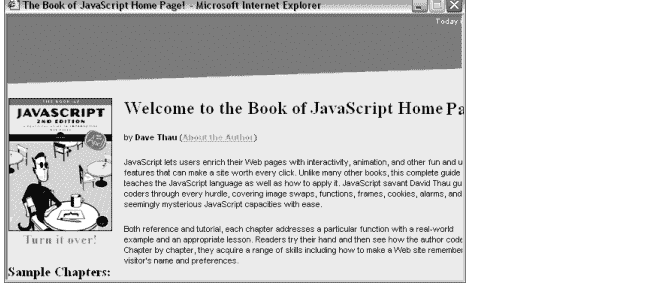 The Book of JavaScript Home Page! - Microsoft Internet Explorer
Today i
THE BOOK OF
JAVASCRIPT
2ND EDITION
Turn it over!
Sample Chapters:
Welcome to the Book of JavaScript Home Pa
by Dave Thau (About the Author)
JavaScript lets users enrich their Web pages with interactivity, animation, and other fun and u
features that can make a site worth every click. Unlike many other books, this complete guide
teaches the JavaScript language as well as how to apply it. JavaScript savant David Thau gu
coders through every hurdle, covering image swaps, functions, frames, cookies, alarms, and
seemingly mysterious JavaScript capacities with ease.
Both reference and tutorial, each chapter addresses a particular function with a real-world
example and an appropriate lesson. Readers try their hand and then see how the author code
Chapter by chapter, they acquire a range of skills including how to make a Web site remember
visitor's name and preferences.